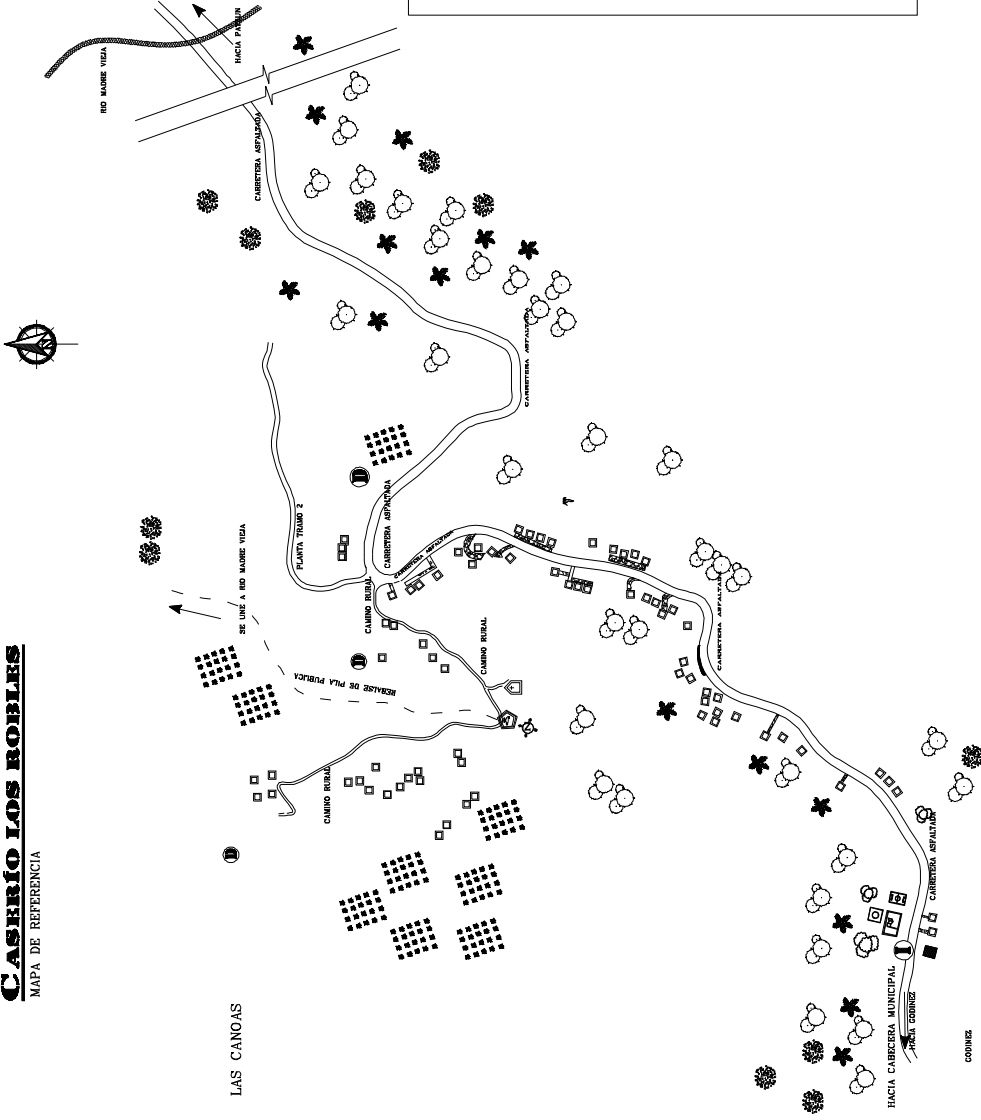 CASERÍO LOS ROBLES
MAPA DE REFERENCIA
RIO MADRE VIEJA
CARRETERA ASFALTADA
CARRETERA ASFALTADA
PLANTA TRAMO 2
CARRETERA ASFALTADA
SE UNE A RIO MADRE VIEJA
CAMINO RURAL
CARRETERA ASFALTADA
REBALSE DE PILA PUBLICA
CAMINO RURAL
CARRETERA ASFALTADA
CAMINO RURAL
CARRETERA ASFALTADA
LAS CANOAS
HACIA CABECERA MUNICIPAL
HACIA GODINEZ
GODINEZ